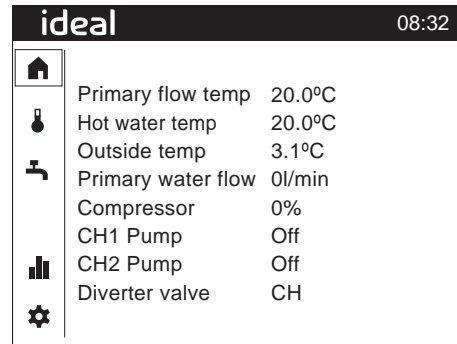 ideal 08:32
Primary flow temp 20.0ºC
Hot water temp 20.0ºC
Outside temp 3.1ºC
Primary water flow 0l/min
Compressor 0%
CH1 Pump Off
CH2 Pump Off
Diverter valve CH